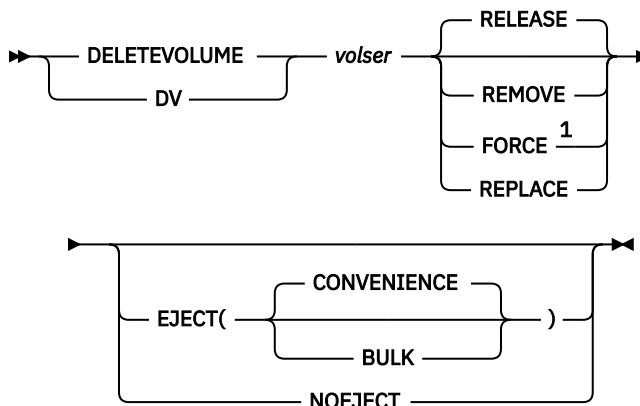 RELEASE
DELETEVOLUME volser
DV
REMOVE
FORCE 1
REPLACE
CONVENIENCE
EJECT( )
BULK
NOEJECT